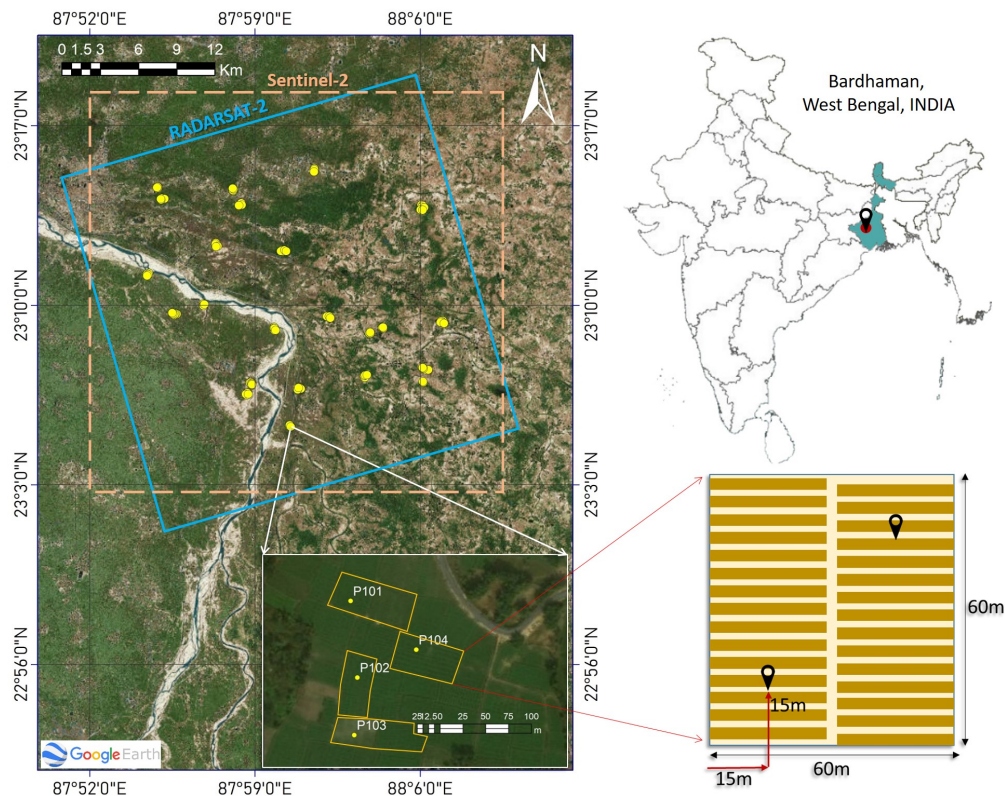 87°52'0"E 87°59'0"E 88°6'0"E
0 1.5 3 6 9 12
Km
N
Sentinel-2
RADARSAT-2
23°17'0"N 23°17'0"N
23°10'0"N 23°10'0"N
23°3'0"N 23°3'0"N
22°56'0"N 22°56'0"N
P101
P104
P102
P103
25 12.5 0 25 50 75 100
m
Google Earth
87°52'0"E 87°59'0"E 88°6'0"E
Bardhaman,
West Bengal, INDIA
60m
15m
15m
60m